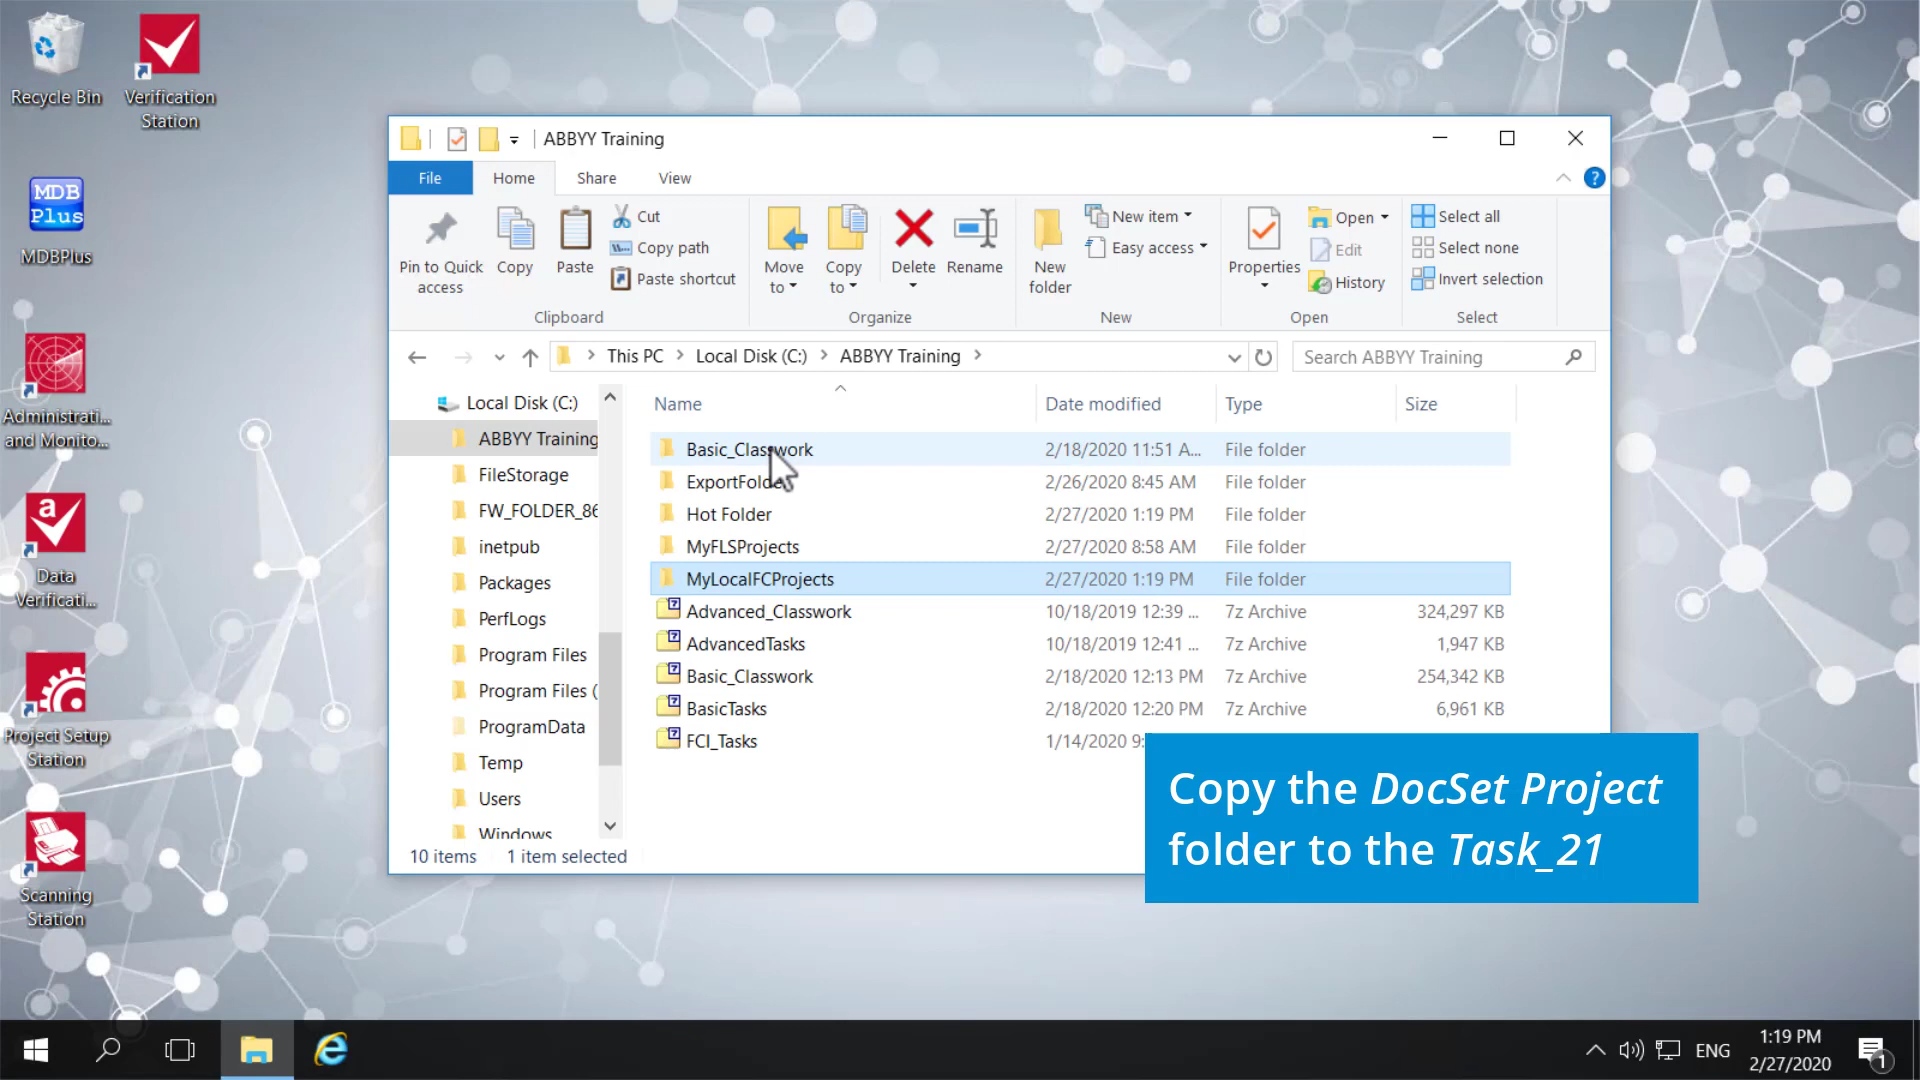 Recycle Bin
Verification
Station
MDB
Plus
MDBPlus
Administrati...
and Monito...
Data
Verificati...
Project Setup
Station
Scanning
Station
ABBYY Training
File
Home
Share
View
Pin to Quick
access
Copy
Paste
Cut
Copy path
Paste shortcut
Clipboard
Move
to
Copy
to
Delete
Rename
Organize
New
folder
New item
Easy access
New
Properties
Open
Edit
History
Open
Select all
Select none
Invert selection
Select
This PC > Local Disk (C:) > ABBYY Training >
Search ABBYY Training
Local Disk (C:)
ABBYY Training
FileStorage
FW_FOLDER_86
inetpub
Packages
PerfLogs
Program Files
Program Files (
ProgramData
Temp
Users
Windows
Name Date modified Type Size
Basic_Classwork 2/18/2020 11:51 A... File folder
ExportFolder 2/26/2020 8:45 AM File folder
Hot Folder 2/27/2020 1:19 PM File folder
MyFLSProjects 2/27/2020 8:58 AM File folder
MyLocalFCProjects 2/27/2020 1:19 PM File folder
Advanced_Classwork 10/18/2019 12:39 ... 7z Archive 324,297 KB
AdvancedTasks 10/18/2019 12:41 ... 7z Archive 1,947 KB
Basic_Classwork 2/18/2020 12:13 PM 7z Archive 254,342 KB
BasicTasks 2/18/2020 12:20 PM 7z Archive 6,961 KB
FCI_Tasks 1/14/2020 9:
10 items 1 item selected
Copy the DocSet Project
folder to the Task_21
ENG
1:19 PM
2/27/2020
1